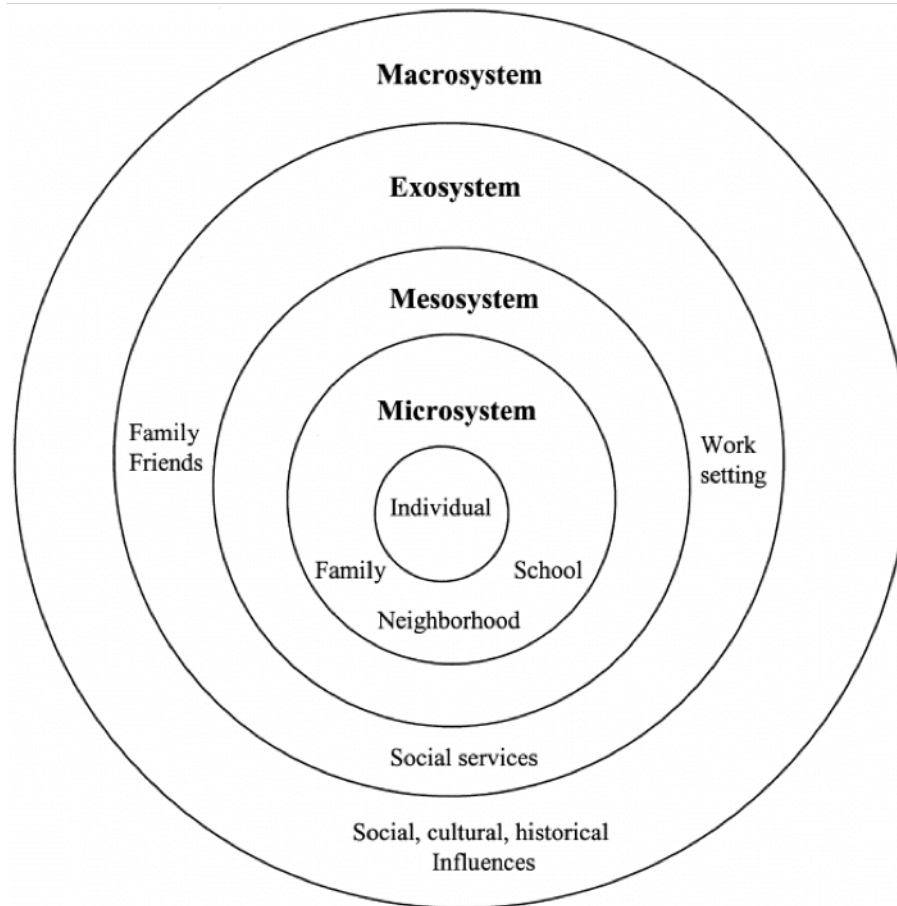 Macrosystem
Exosystem
Mesosystem
Microsystem
Family
Friends
Work
setting
Individual
Family
School
Neighborhood
Social services
Social, cultural, historical
Influences